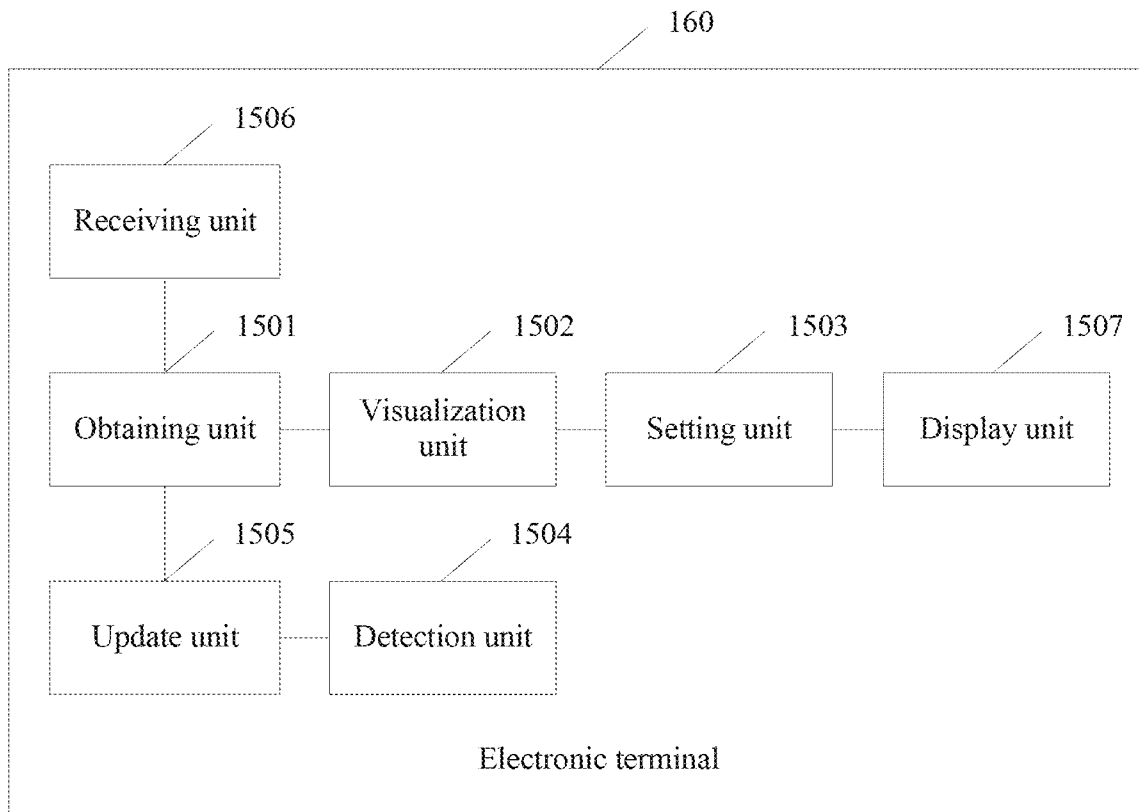 160
1506
Receiving unit
1501
1502
1503
1507
Obtaining unit
Visualization
unit
Setting unit
Display unit
1505
1504
Update unit
Detection unit
Electronic terminal